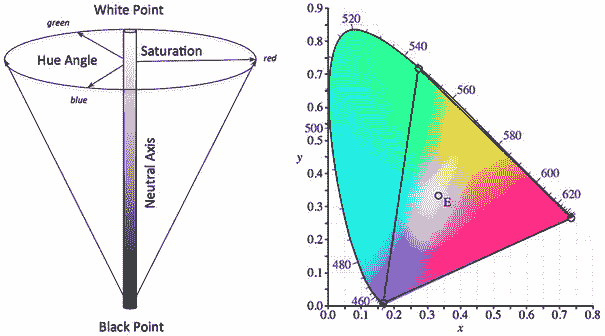 White Point
green
Saturation
Hue Angle
red
blue
Neutral Axis
Black Point
0.9
0.8
0.7
0.6
0.5
0.4
0.3
0.2
0.1
0.0
y
520
540
560
500
580
600
620
E
480
460
0.0 0.1 0.2 0.3 0.4 0.5 0.6 0.7 0.8
x